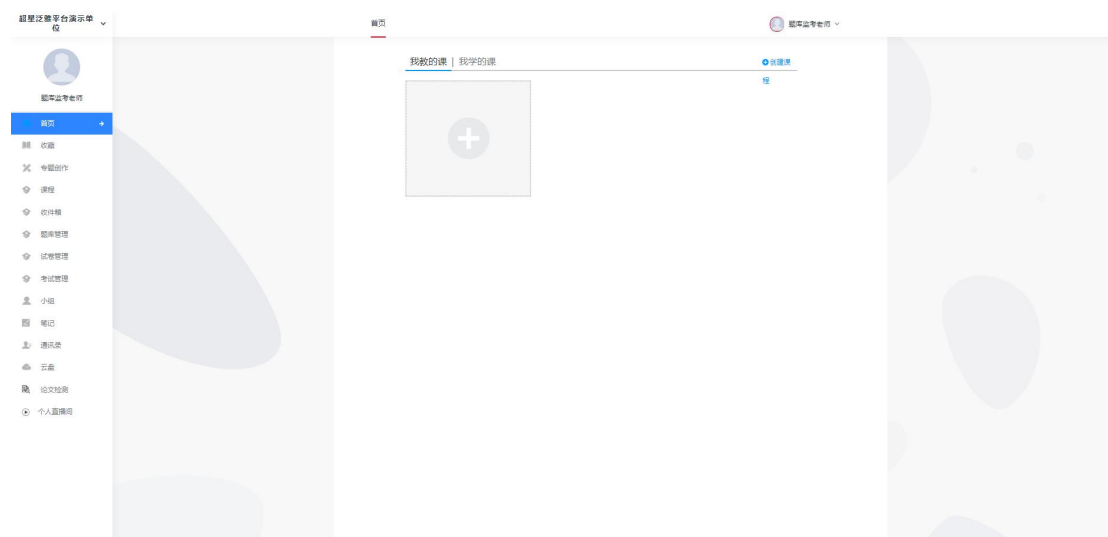 超星泛雅平台演示单
位
首页
题库监考老师
题库监考老师
首页
收藏
专题创作
课程
收件箱
题库管理
试卷管理
考试管理
小组
笔记
通讯录
云盘
论文检测
个人直播间
我教的课 | 我学的课
创建课
程